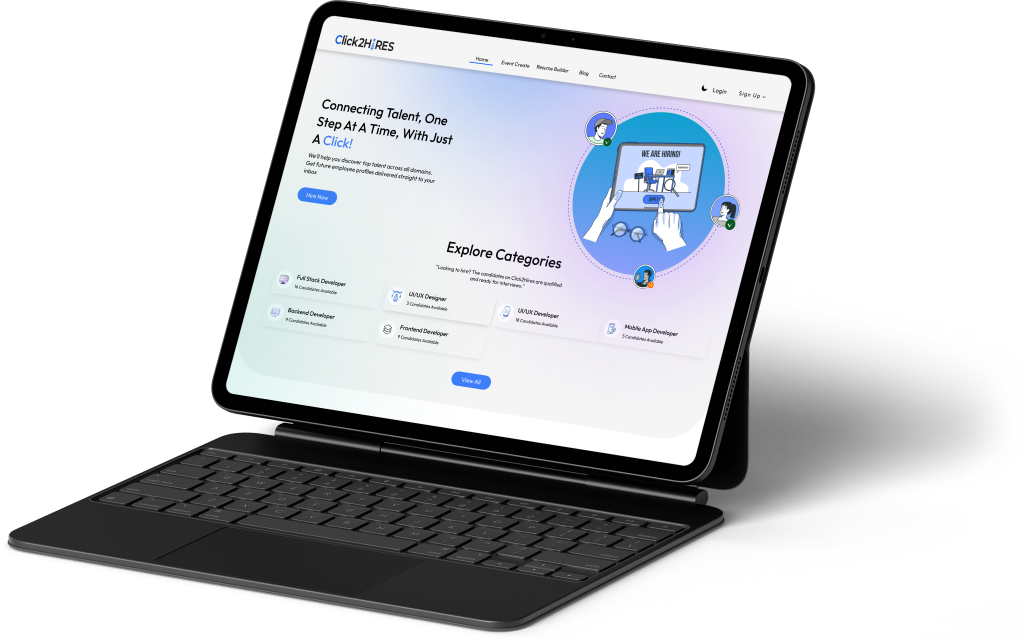 Click2HIRES
Home
Event Create
Resume Builder
Blog
Contact
Login
Sign Up
Connecting Talent, One
Step At A Time, With Just
A Click!
We'll help you discover top talent across all domains.
Get future employee profiles delivered straight to your
inbox
Hire Now
WE ARE HIRING!
Explore Categories
"Looking to hire? The candidates on Click2Hires are qualified
and ready for interviews."
Full Stack Developer
16 Candidates Available
UI/UX Designer
3 Candidates Available
UI/UX Developer
10 Candidates Available
Mobile App Developer
5 Candidates Available
Backend Developer
9 Candidates Available
Frontend Developer
9 Candidates Available
View All